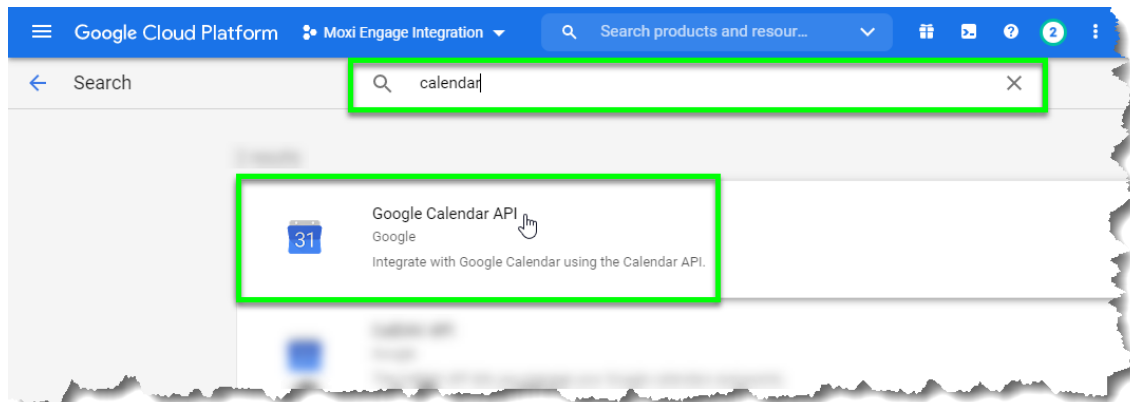 Google Cloud Platform Moxi Engage Integration Search products and resour... ? 2
Search calendar
Google Calendar API
31
Google
Integrate with Google Calendar using the Calendar API.